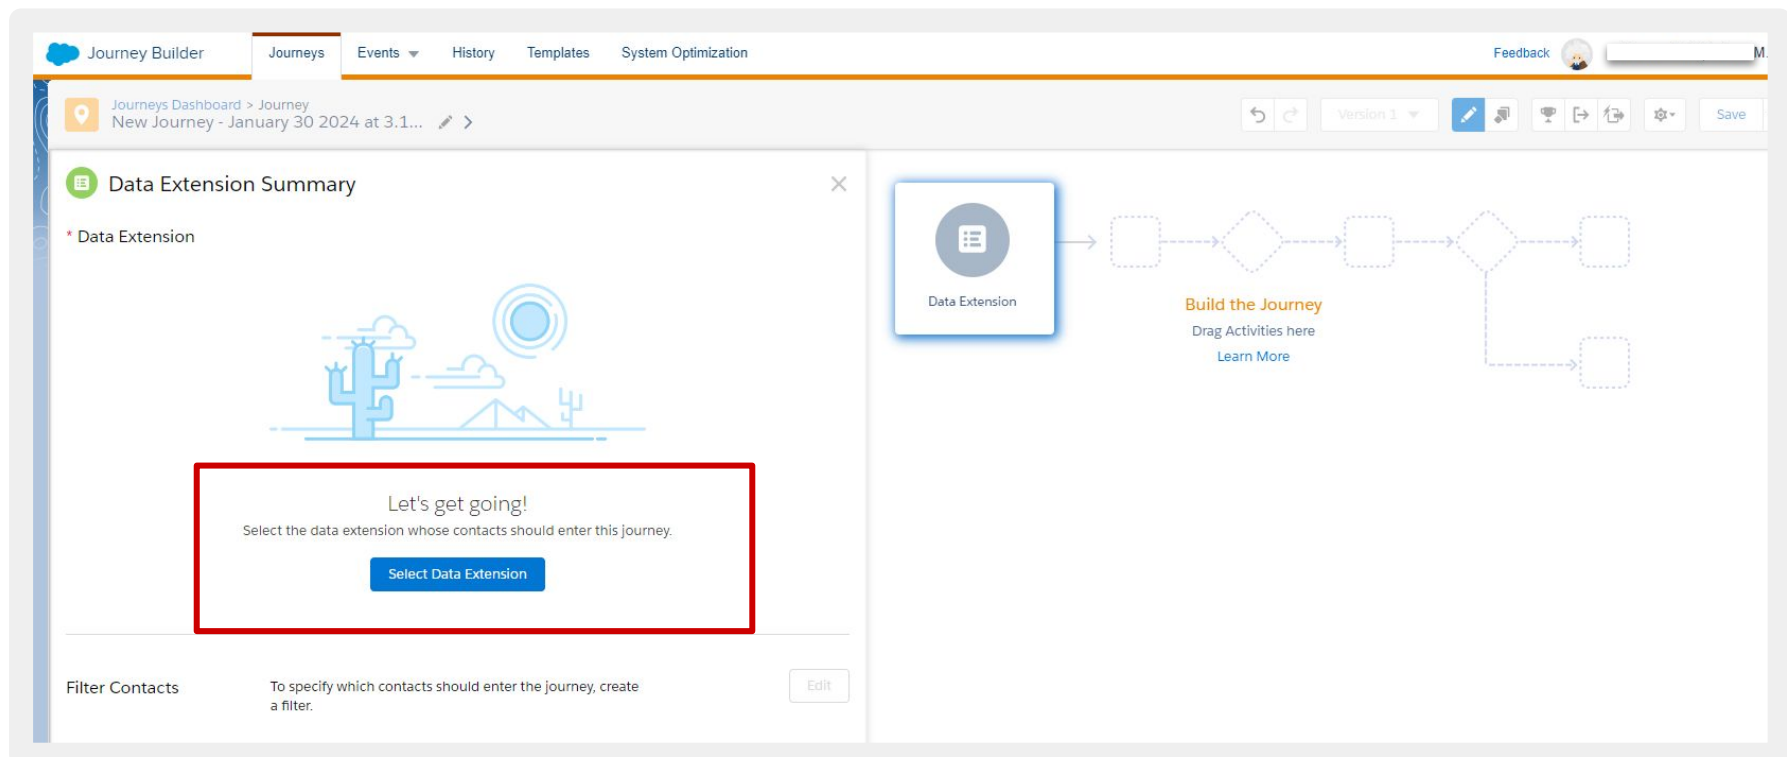 Journey Builder
Journeys
Events
History
Templates
System Optimization
Feedback
M.
Journeys Dashboard > Journey
New Journey - January 30 2024 at 3.1...
Version 1
Save
Data Extension Summary
* Data Extension
Let's get going!
Select the data extension whose contacts should enter this journey.
Select Data Extension
Filter Contacts
To specify which contacts should enter the journey, create
a filter.
Edit
Data Extension
Build the Journey
Drag Activities here
Learn More